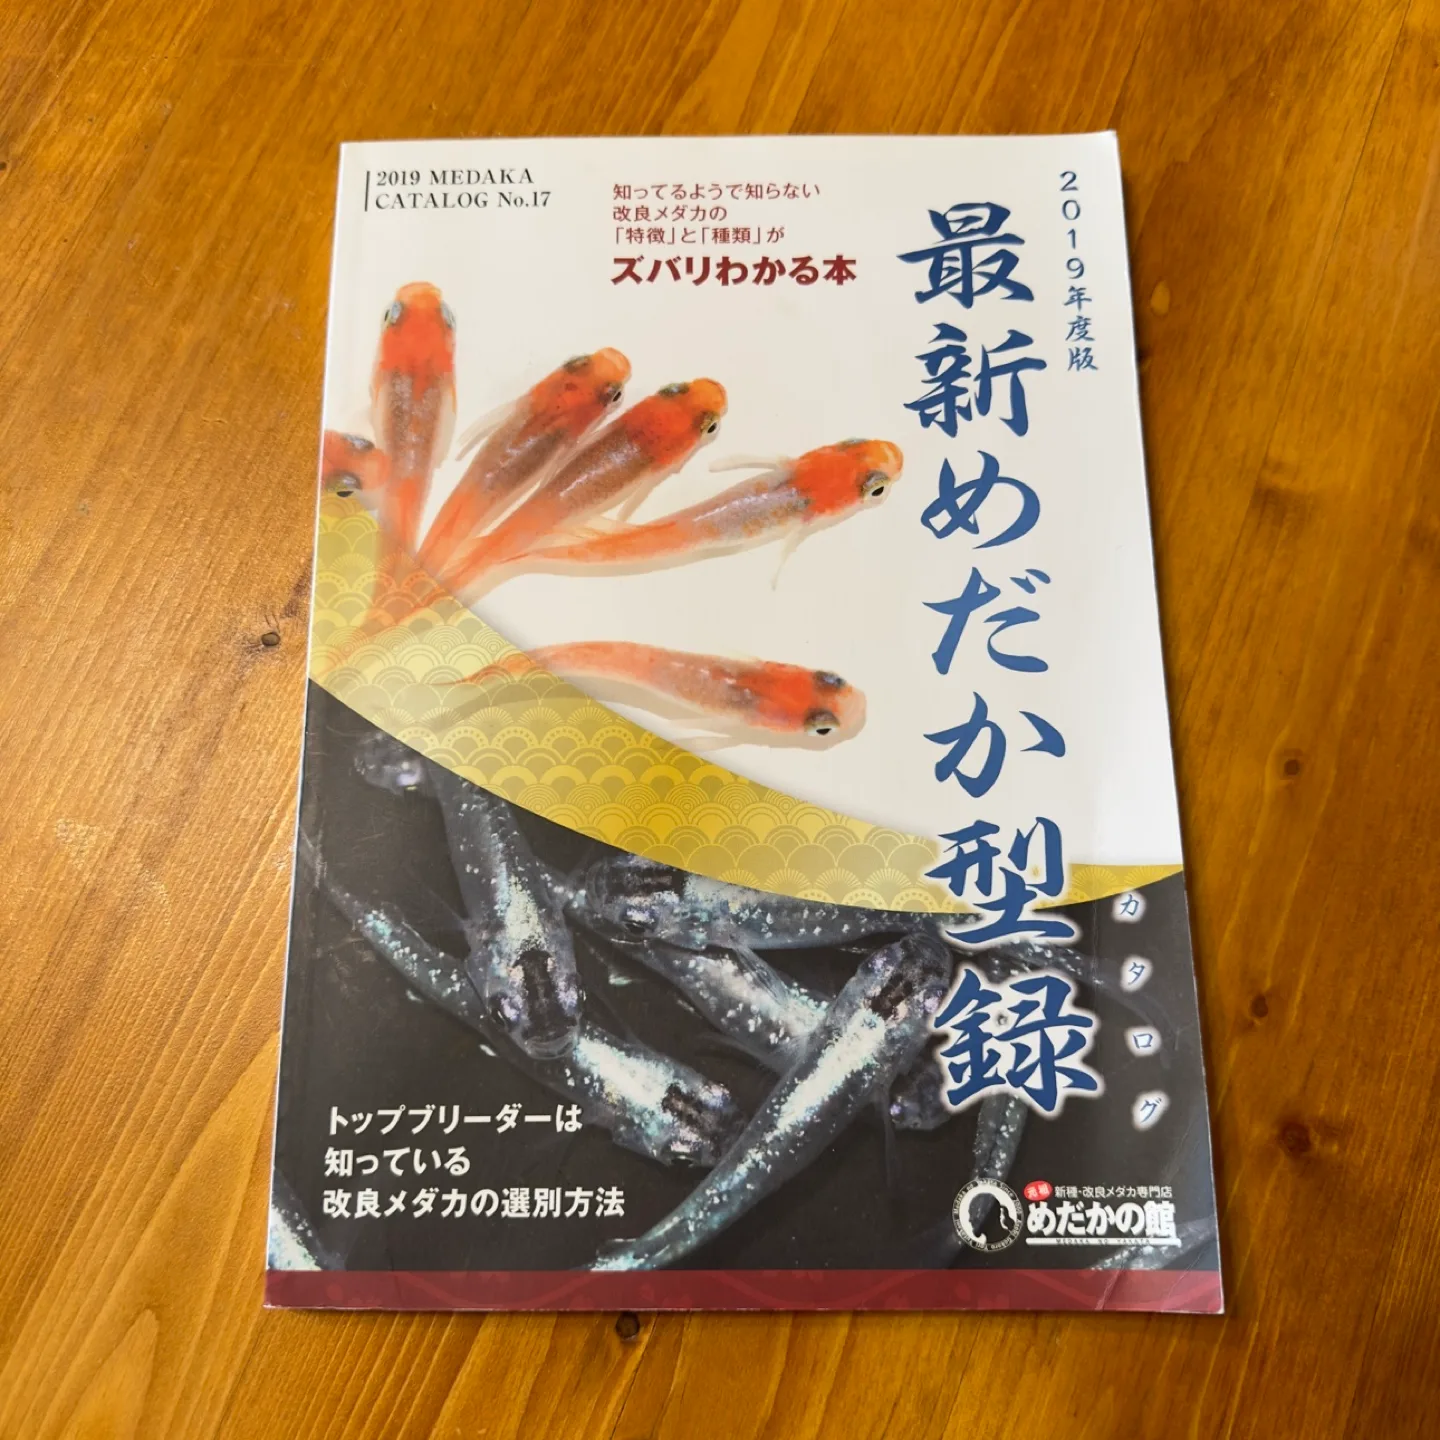 2019 MEDAKA
CATALOG No.17
知ってるようで知らない
改良メダカの
「特徴」と「種類」が
ズバリわかる本
2019年度版
最新めだか型録
カタログ
トップブリーダーは
知っている
改良メダカの選別方法
新種・改良メダカ専門店
めだかの館
MEDAKA NO YAKATA